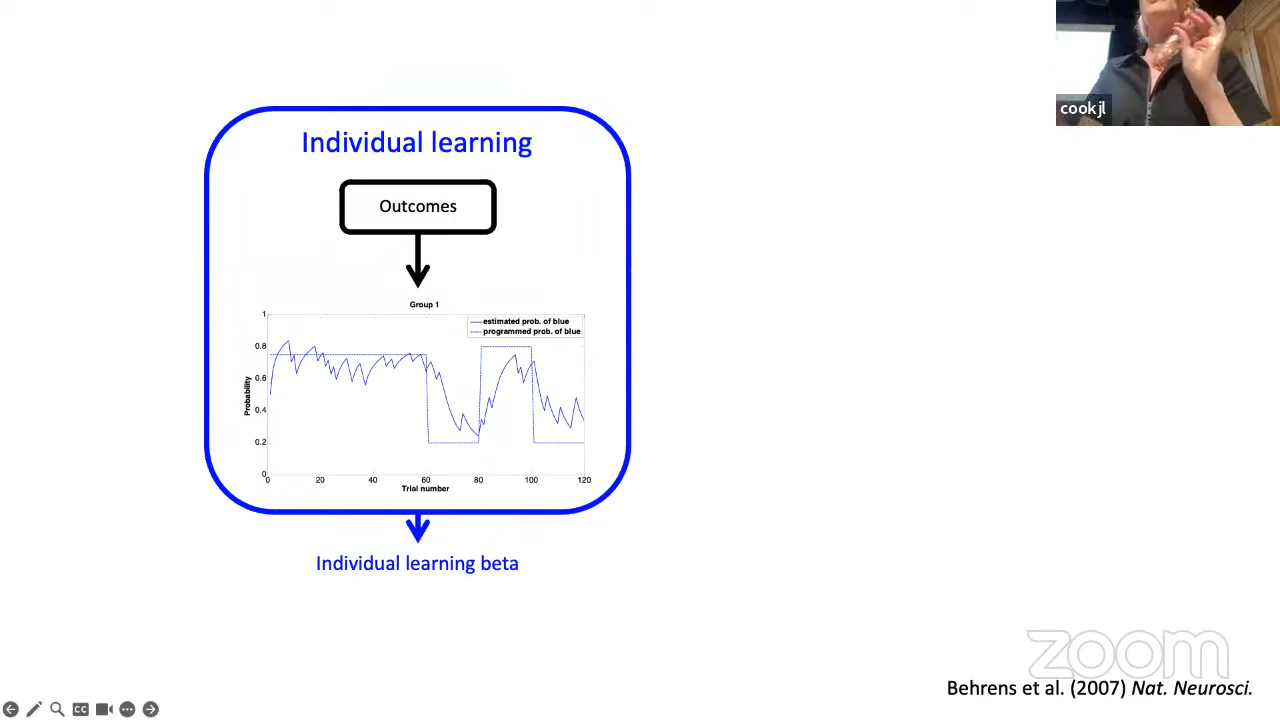 cookjl
Individual learning
Outcomes
Group 1
estimated prob. of blue
programmed prob. of blue
1
0.8
0.6
0.4
0.2
0
Probability
0 20 40 60 80 100 120
Trial number
Individual learning beta
zoom
Behrens et al. (2007) Nat. Neurosci.
CC